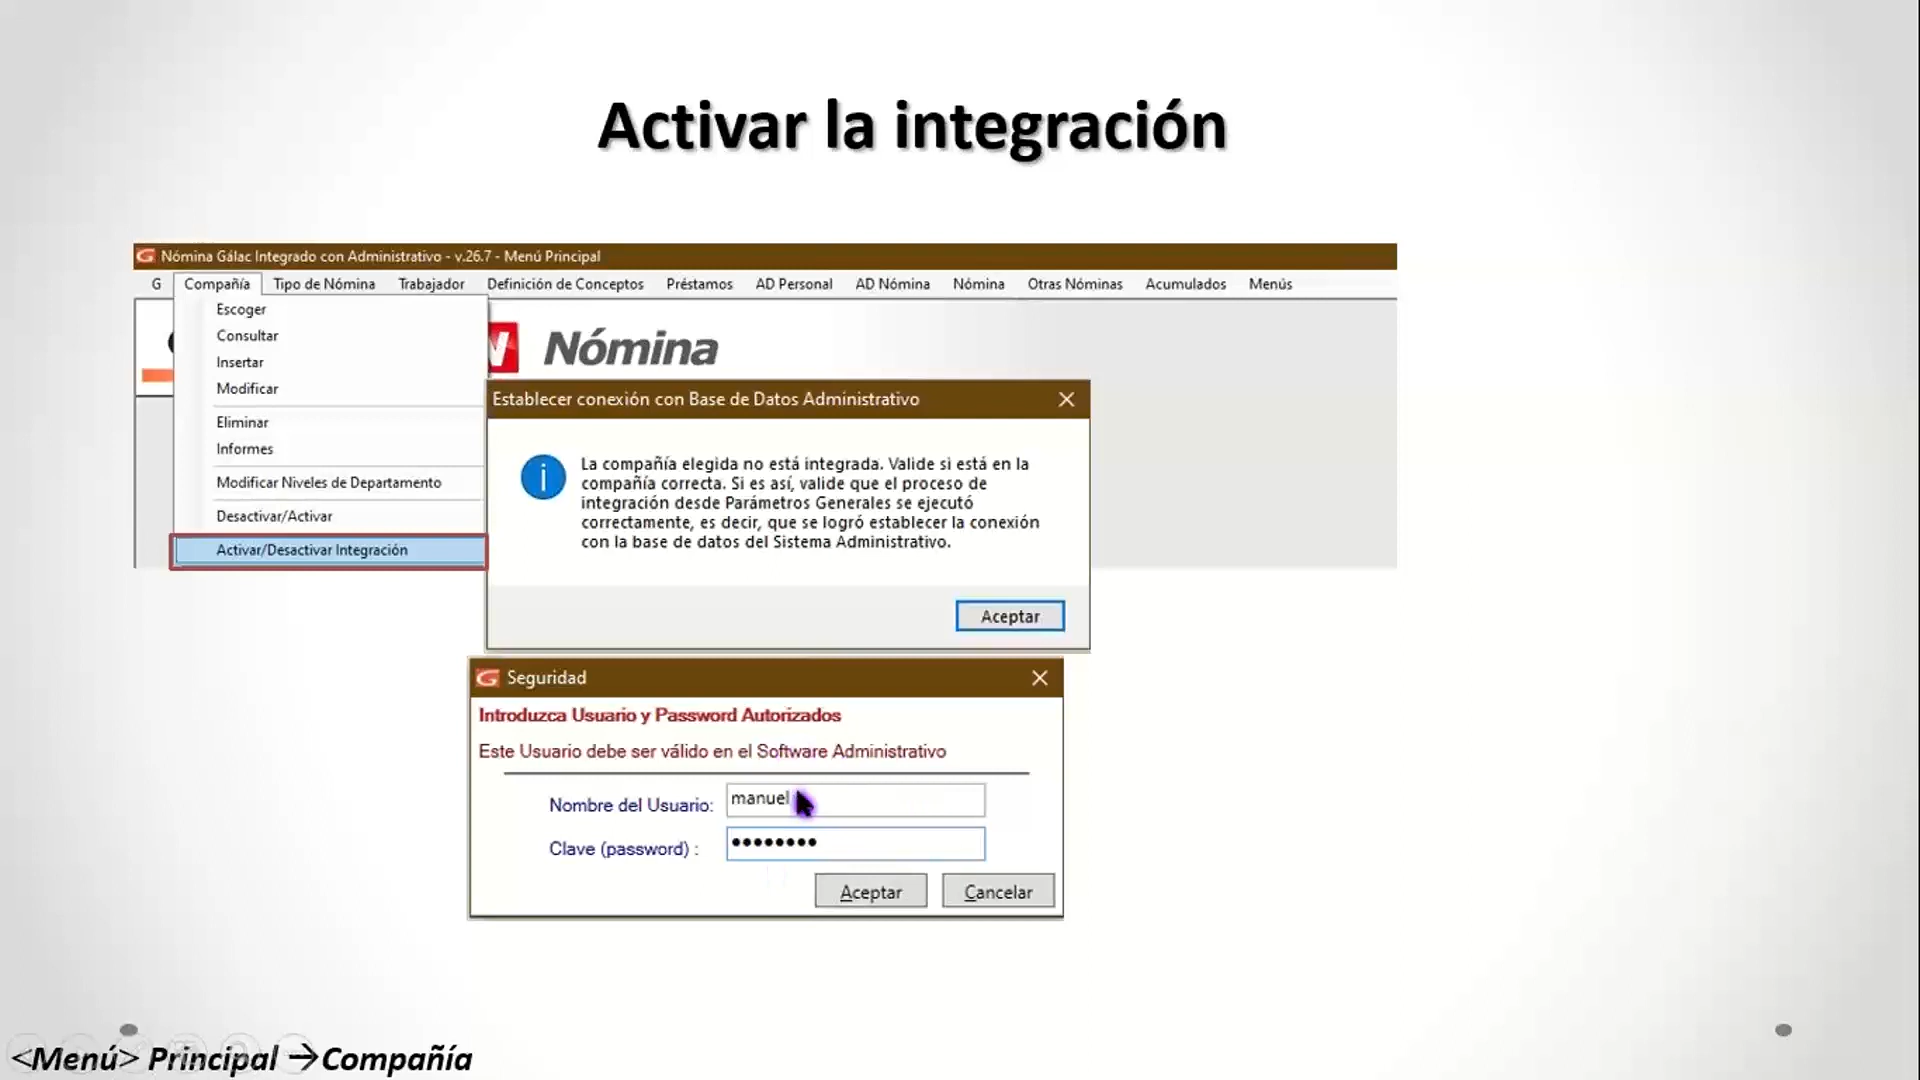 Activar la integración
Nómina Gálac Integrado con Administrativo - v.26.7 - Menú Principal
G Compañía Tipo de Nómina Trabajador Definición de Conceptos Préstamos AD Personal AD Nómina Nómina Otras Nóminas Acumulados Menús
Escoger
Consultar
Insertar
Modificar
Eliminar
Informes
Modificar Niveles de Departamento
Desactivar/Activar
Activar/Desactivar Integración
Nómina
Establecer conexión con Base de Datos Administrativo
La compañía elegida no está integrada. Valide si está en la
compañía correcta. Si es así, valide que el proceso de
integración desde Parámetros Generales se ejecutó
correctamente, es decir, que se logró establecer la conexión
con la base de datos del Sistema Administrativo.
Aceptar
Seguridad
Introduzca Usuario y Password Autorizados
Este Usuario debe ser válido en el Software Administrativo
Nombre del Usuario: manuel
Clave (password) : ●●●●●●●●
Aceptar Cancelar
<Menú> Principal →Compañía